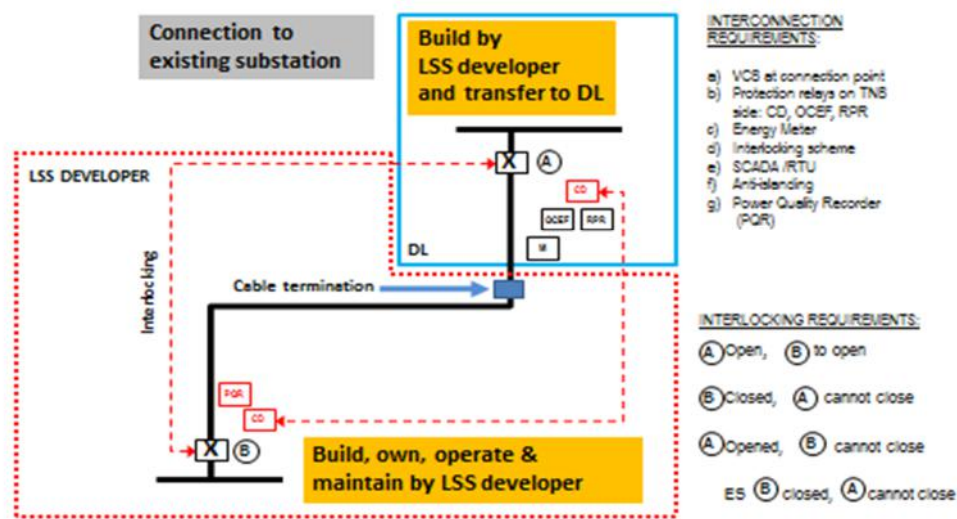 Connection to
existing substation
Build by
LSS developer
and transfer to DL
INTERCONNECTION
REQUIREMENTS:
a) VCB at connection point
b) Protection relays on TNB
side: CD, OCEF, RPR
c) Energy Meter
d) Interlocking scheme
e) SCADA /RTU
f) Anti-islanding
g) Power Quality Recorder
(PQR)
LSS DEVELOPER
X A
CD
OCEF RPR
M
DL
Cable termination
Interlocking
PQR
CD
X B
Build, own, operate &
maintain by LSS developer
INTERLOCKING REQUIREMENTS:
A Open, B to open
B Closed, A cannot close
A Opened, B cannot close
ES B closed, A cannot close